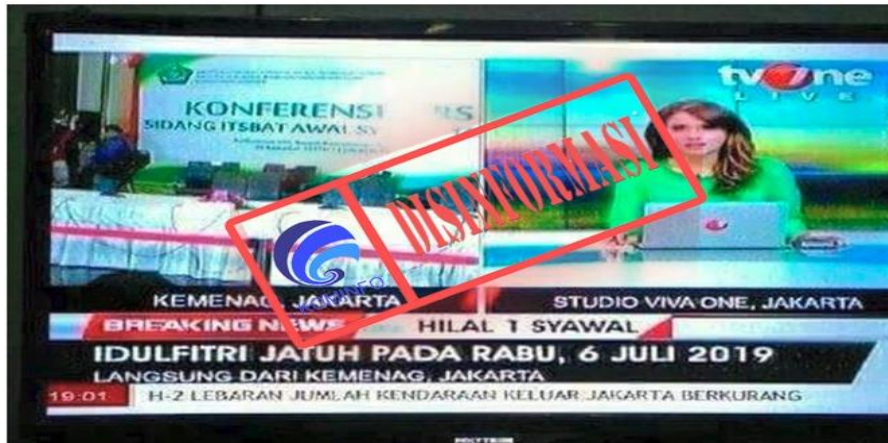 tvOne
LIVE
KONFERENSI
SIDANG ITSBAT AWAL
DISINFORMASI
KOMINFO
KEMENAG, JAKARTA
STUDIO VIVA ONE, JAKARTA
BREAKING NEWS
HILAL 1 SYAWAL
IDULFITRI JATUH PADA RABU, 6 JULI 2019
LANGSUNG DARI KEMENAG, JAKARTA
19:01
H-2 LEBARAN JUMLAH KENDARAAN KELUAR JAKARTA BERKURANG